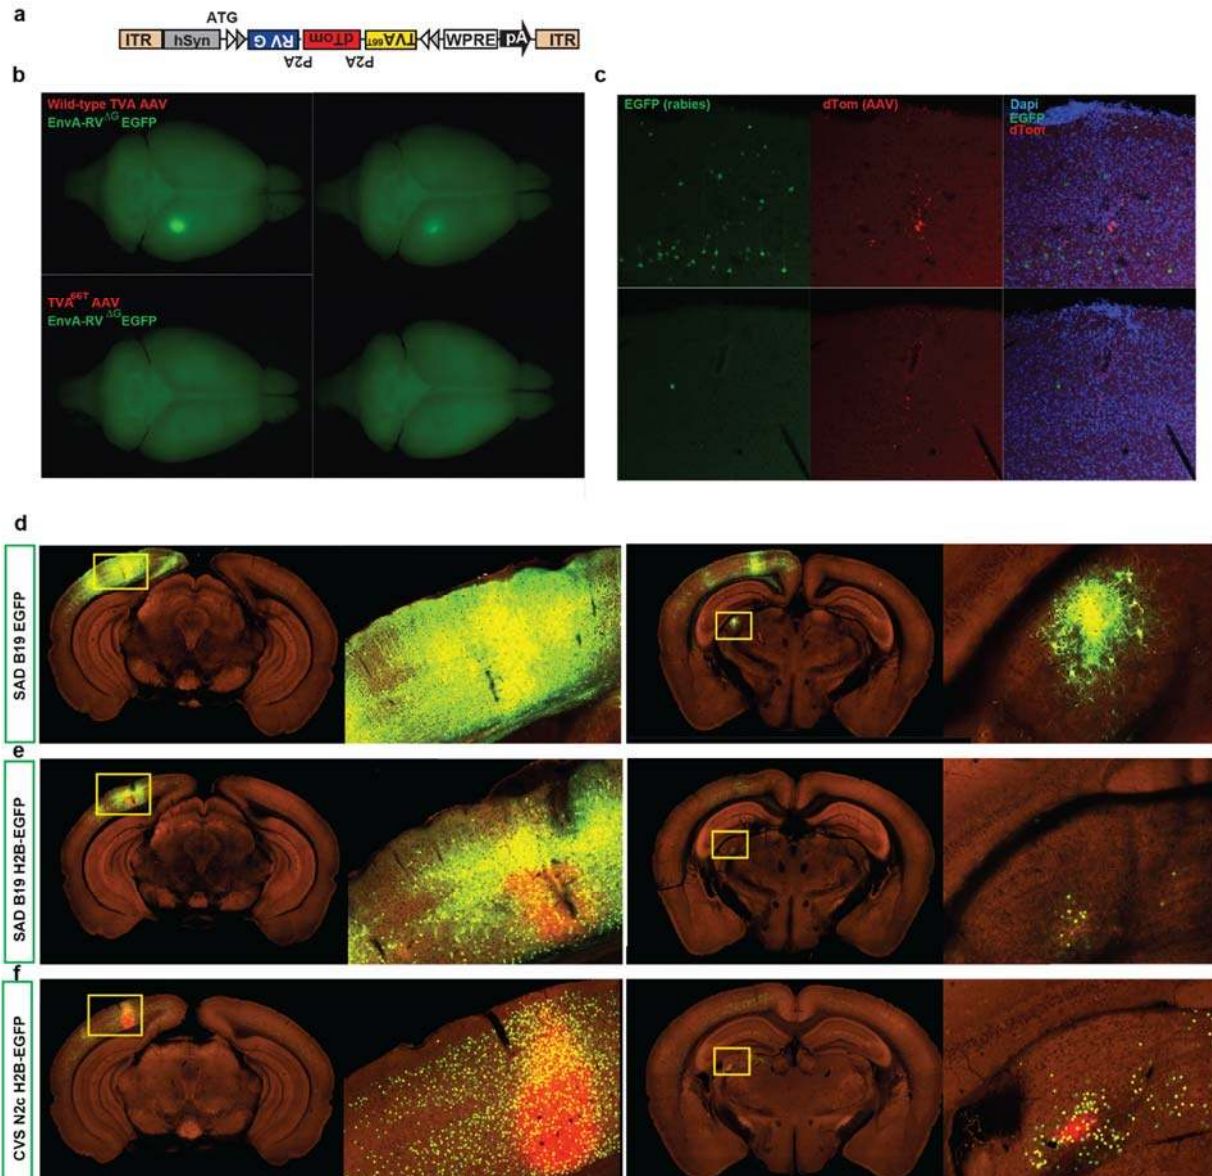 a
ATG
ITR hSyn RV G dTom TVA66T WPRE pA ITR
P2A P2A
b
Wild-type TVA AAV
EnvA-RVΔG EGFP
TVA66T AAV
EnvA-RVΔG EGFP
c
EGFP (rabies)
dTom (AAV)
Dapi
EGFP
dTom
d
SAD B19 EGFP
e
SAD B19 H2B-EGFP
f
CVS N2c H2B-EGFP